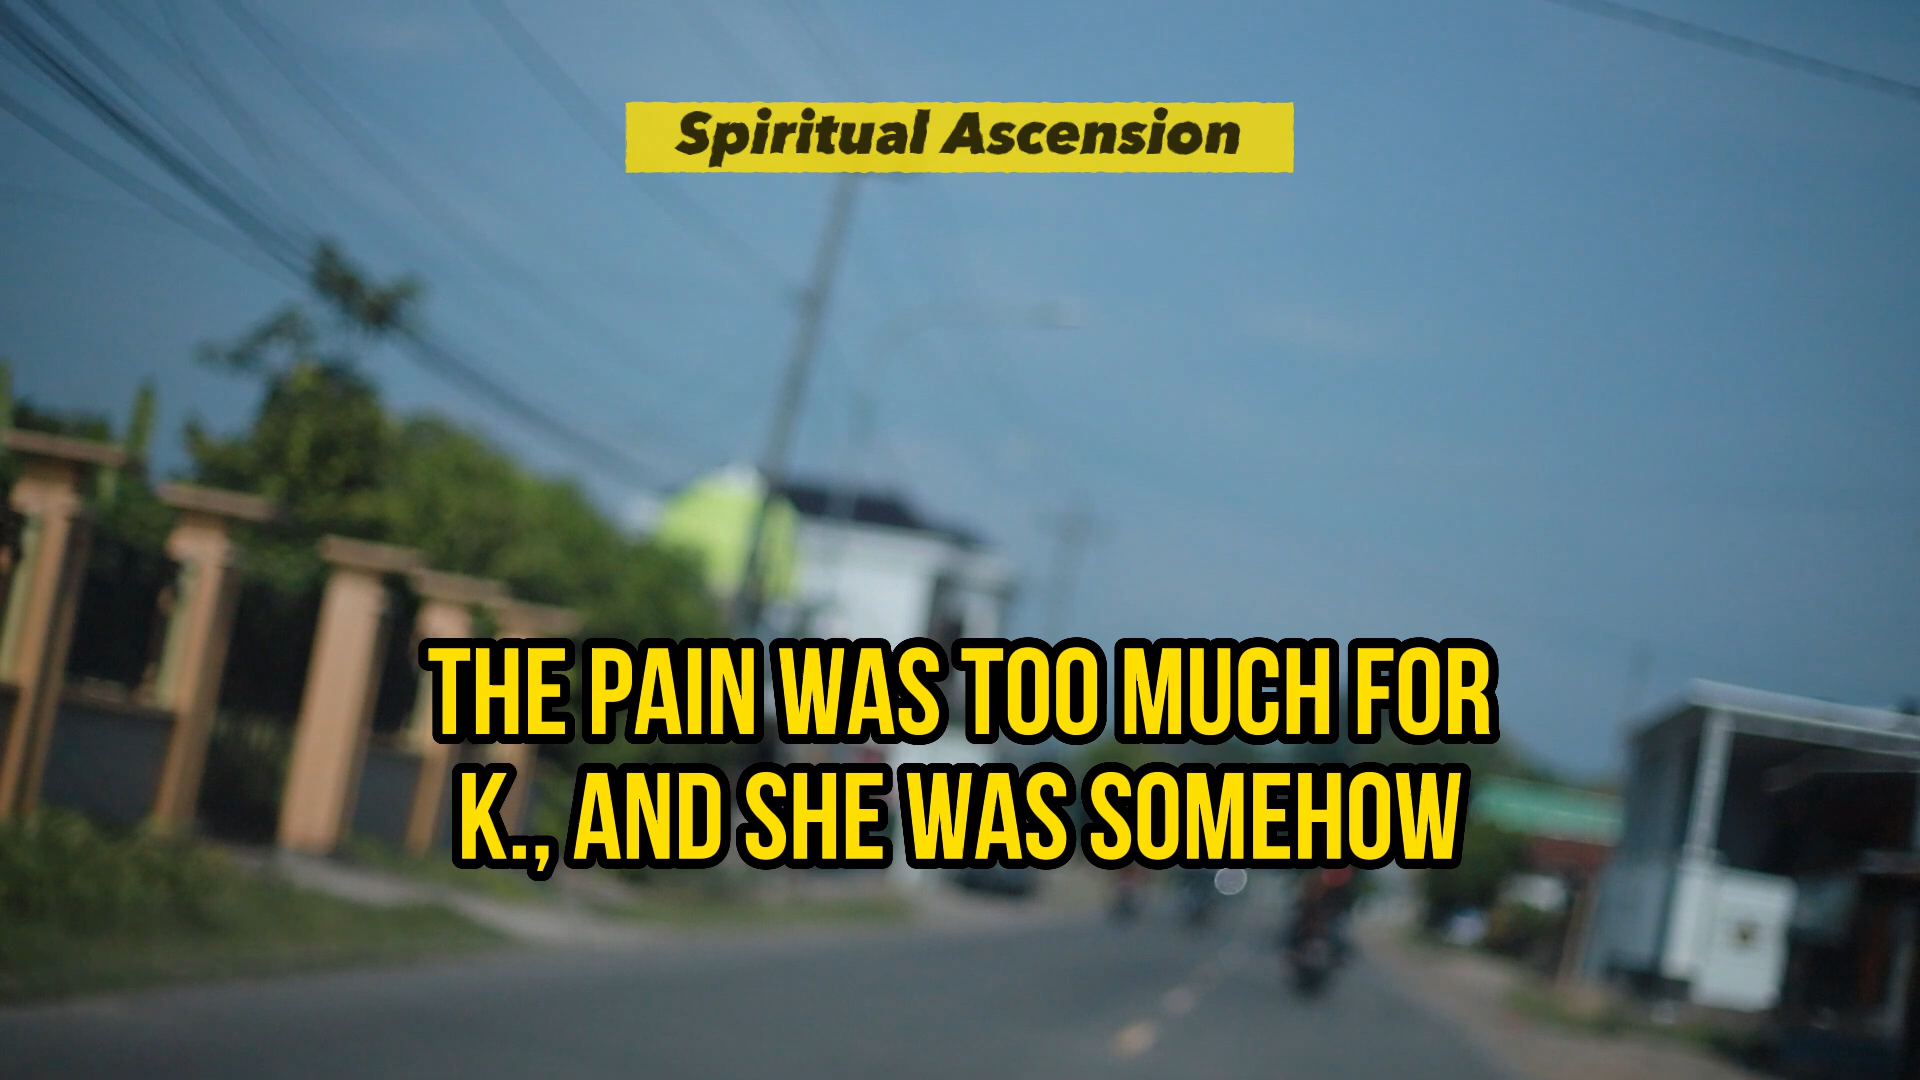 Spiritual Ascension
THE PAIN WAS TOO MUCH FOR
K., AND SHE WAS SOMEHOW